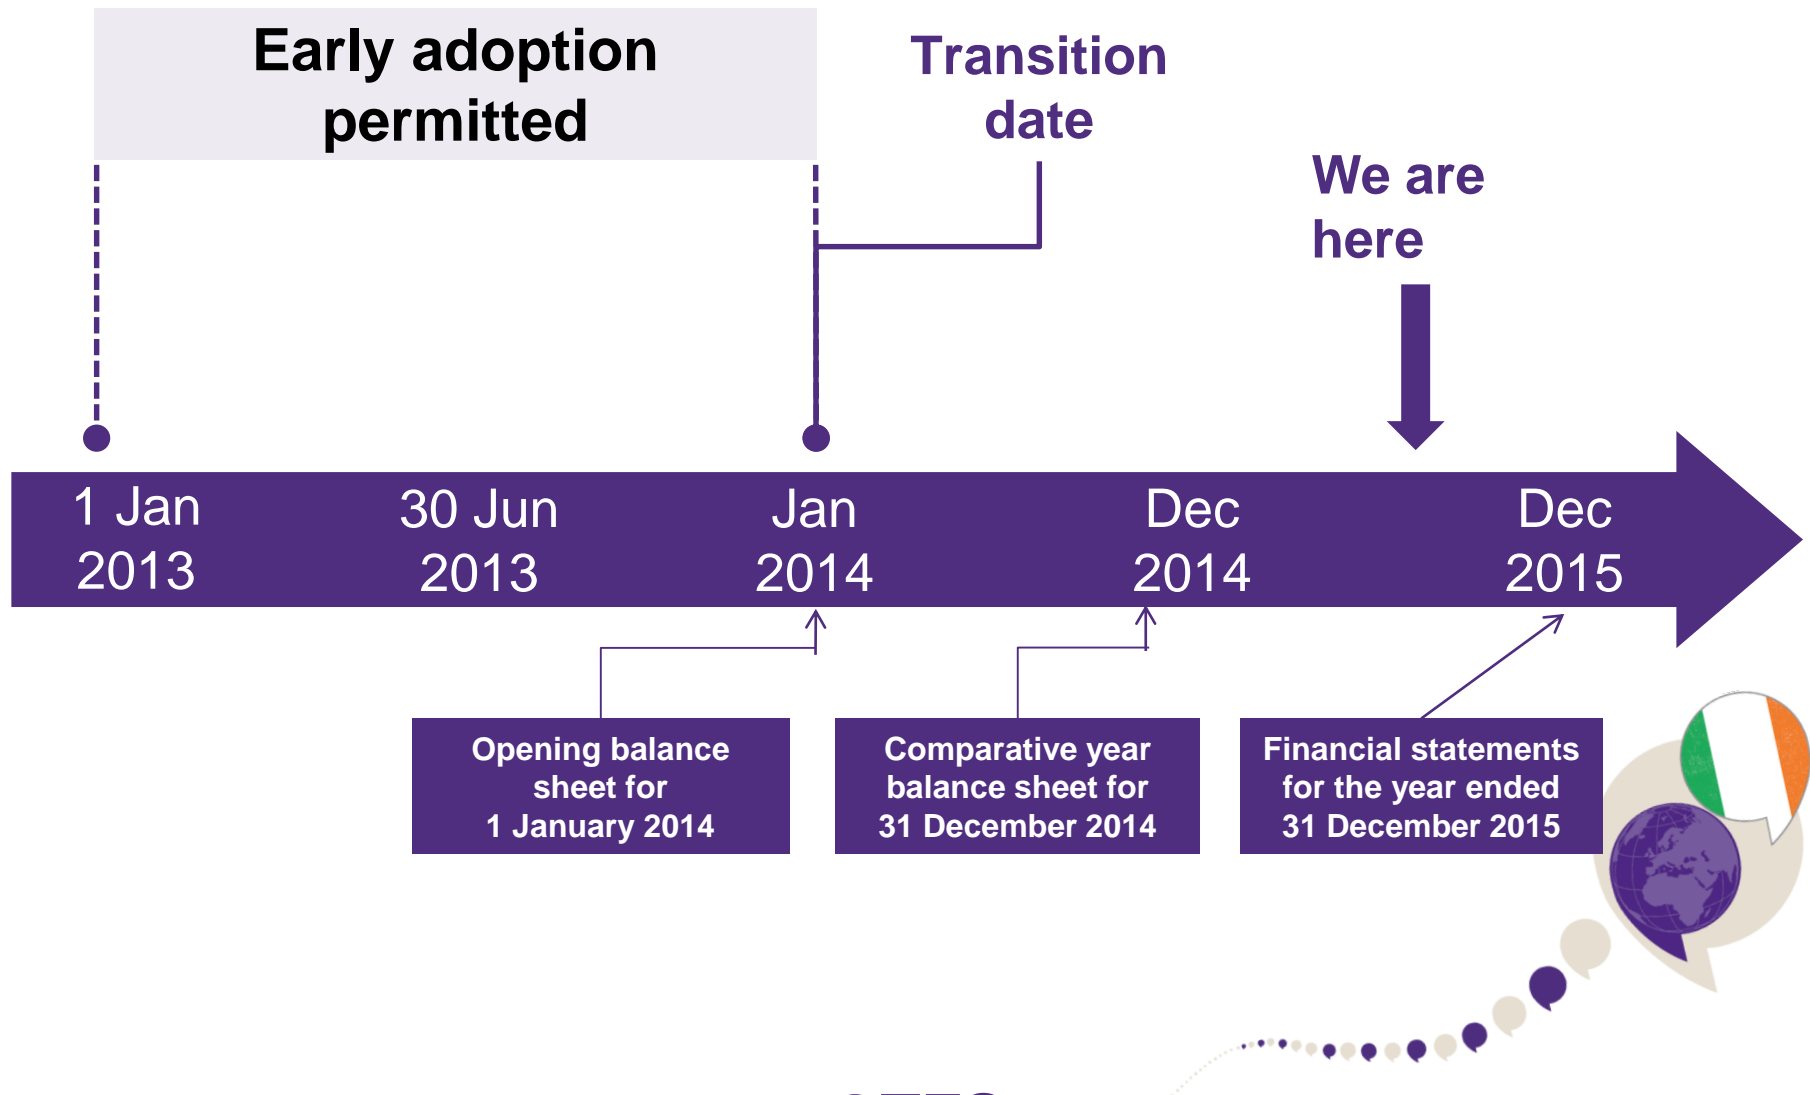 Early adoption
permitted
Transition
date
We are
here
1 Jan
2013
30 Jun
2013
Jan
2014
Dec
2014
Dec
2015
Opening balance
sheet for
1 January 2014
Comparative year
balance sheet for
31 December 2014
Financial statements
for the year ended
31 December 2015